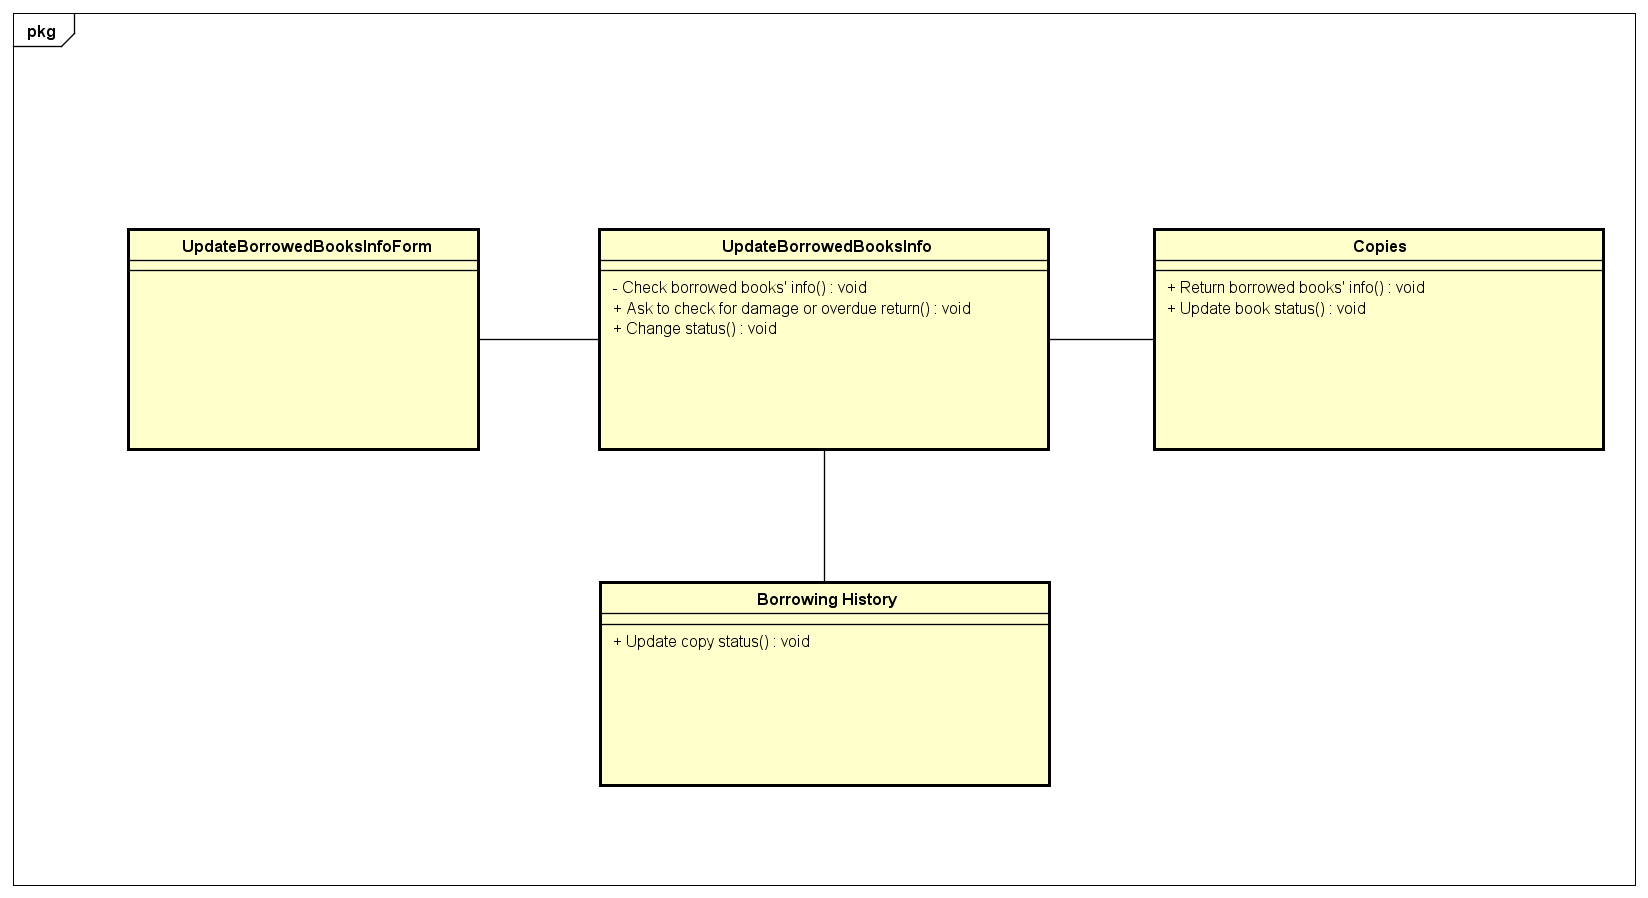 pkg
UpdateBorrowedBooksInfoForm
UpdateBorrowedBooksInfo
- Check borrowed books' info() : void
+ Ask to check for damage or overdue return() : void
+ Change status() : void
Copies
+ Return borrowed books' info() : void
+ Update book status() : void
Borrowing History
+ Update copy status() : void